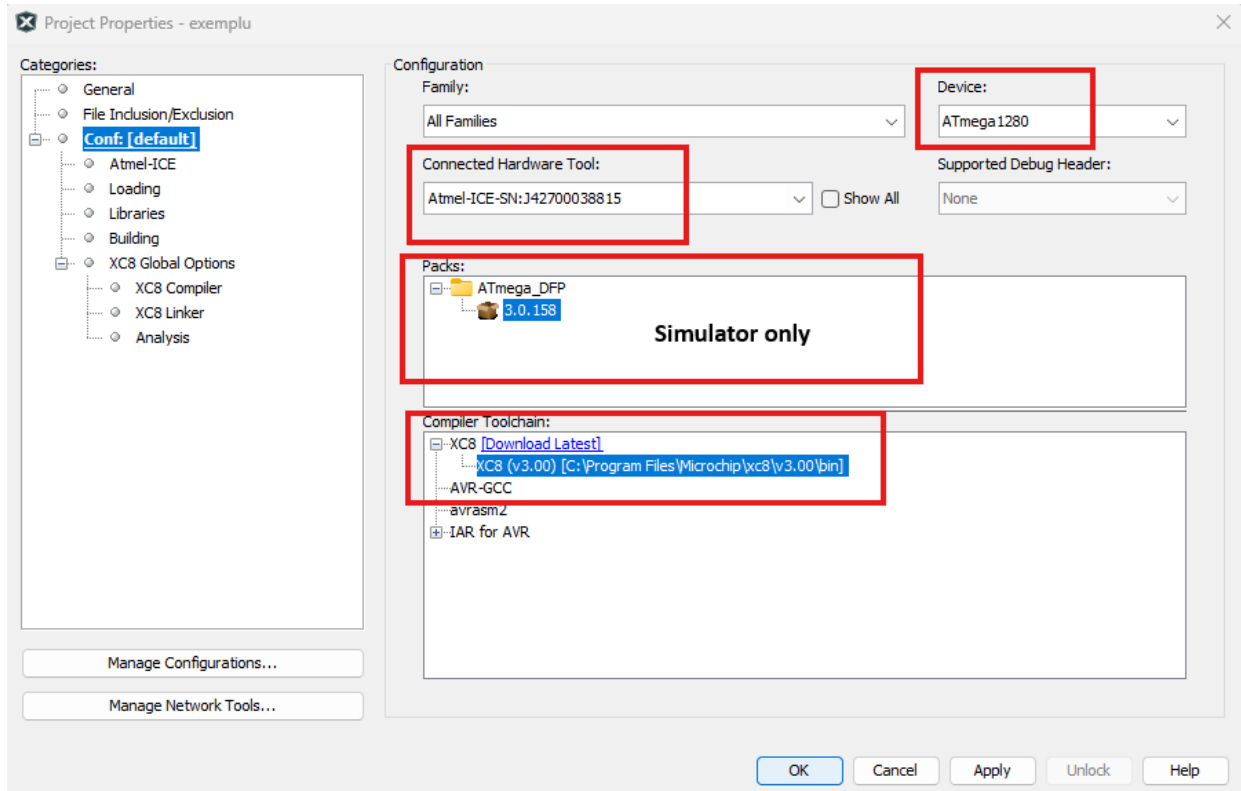 Project Properties - exemplu
Categories:
General
File Inclusion/Exclusion
Conf: [default]
Atmel-ICE
Loading
Libraries
Building
XC8 Global Options
XC8 Compiler
XC8 Linker
Analysis
Manage Configurations...
Manage Network Tools...
Configuration
Family:
Device:
All Families
ATmega1280
Connected Hardware Tool:
Supported Debug Header:
Atmel-ICE-SN:J42700038815
Show All
None
Packs:
ATmega_DFP
3.0.158
Simulator only
Compiler Toolchain:
XC8 [Download Latest]
XC8 (v3.00) [C:\Program Files\Microchip\xc8\v3.00\bin]
AVR-GCC
avrasm2
IAR for AVR
OK
Cancel
Apply
Unlock
Help